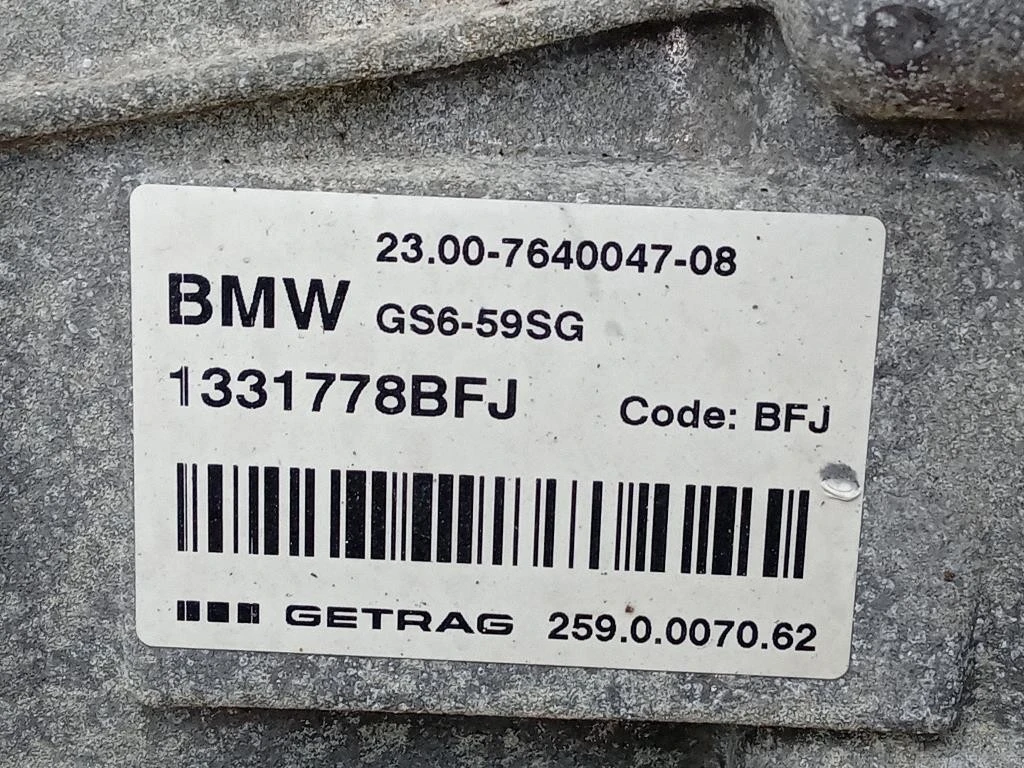 23.00-7640047-08
BMW GS6-59SG
1331778BFJ Code: BFJ
GETRAG 259.0.0070.62